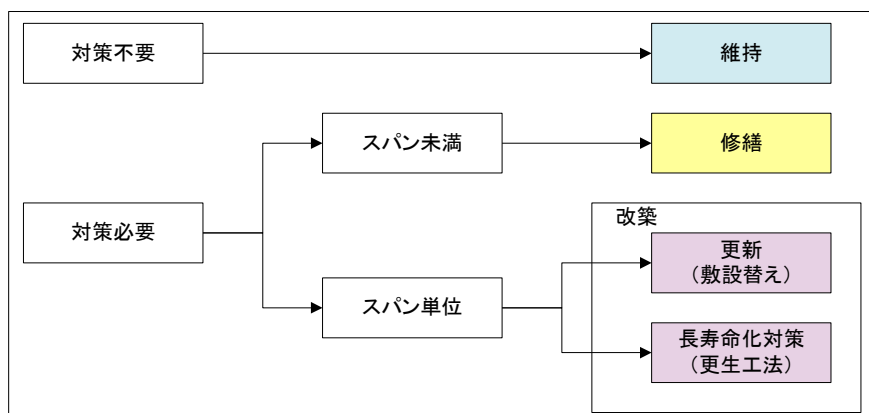 対策不要
維持
スパン未満
修繕
対策必要
改築
更新
（敷設替え）
スパン単位
長寿命化対策
（更生工法）